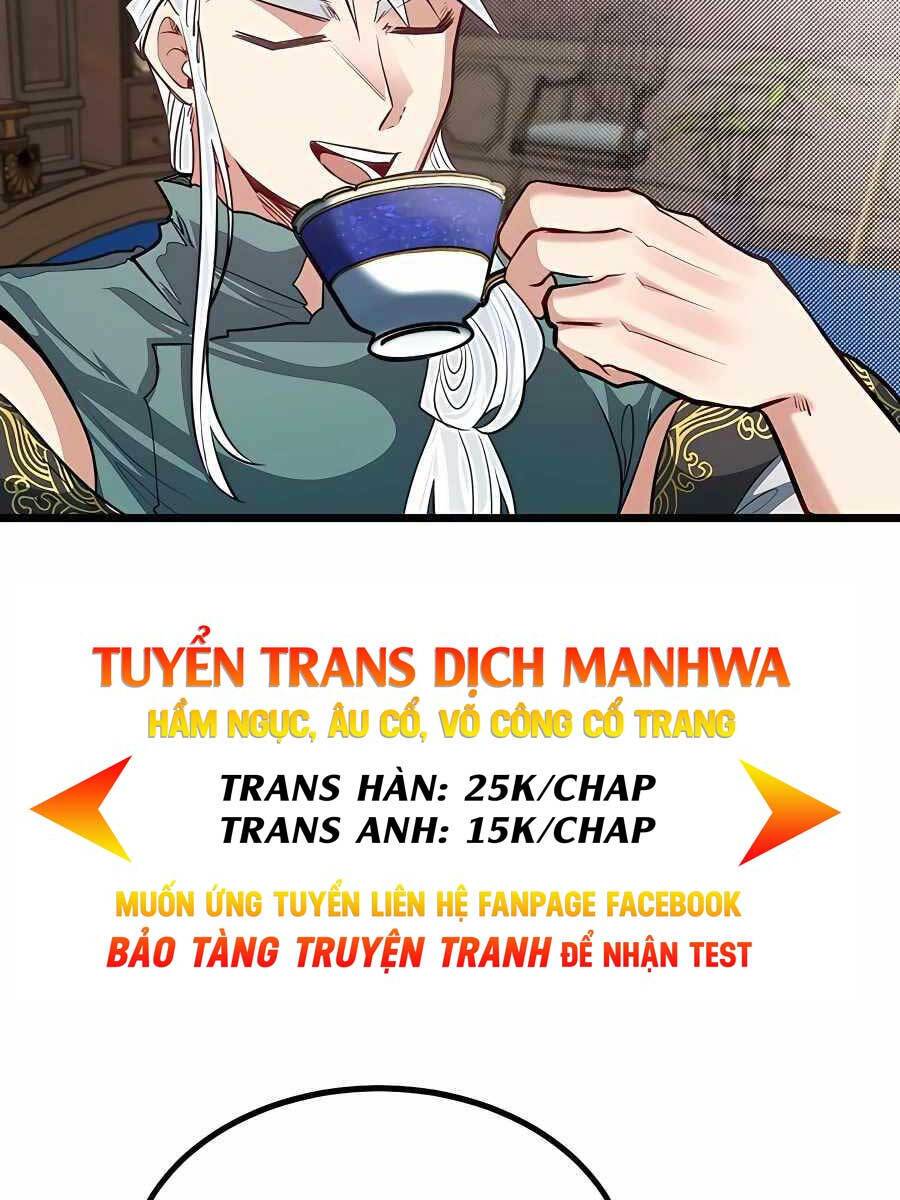 TUYỂN TRANS DỊCH MANHWA
HẦM NGỤC, ÂU CỔ, VÕ CÔNG CỔ TRANG
TRANS HÀN: 25K/CHAP
TRANS ANH: 15K/CHAP
MUỐN ỨNG TUYỂN LIÊN HỆ FANPAGE FACEBOOK
BẢO TÀNG TRUYỆN TRANH ĐỂ NHẬN TEST